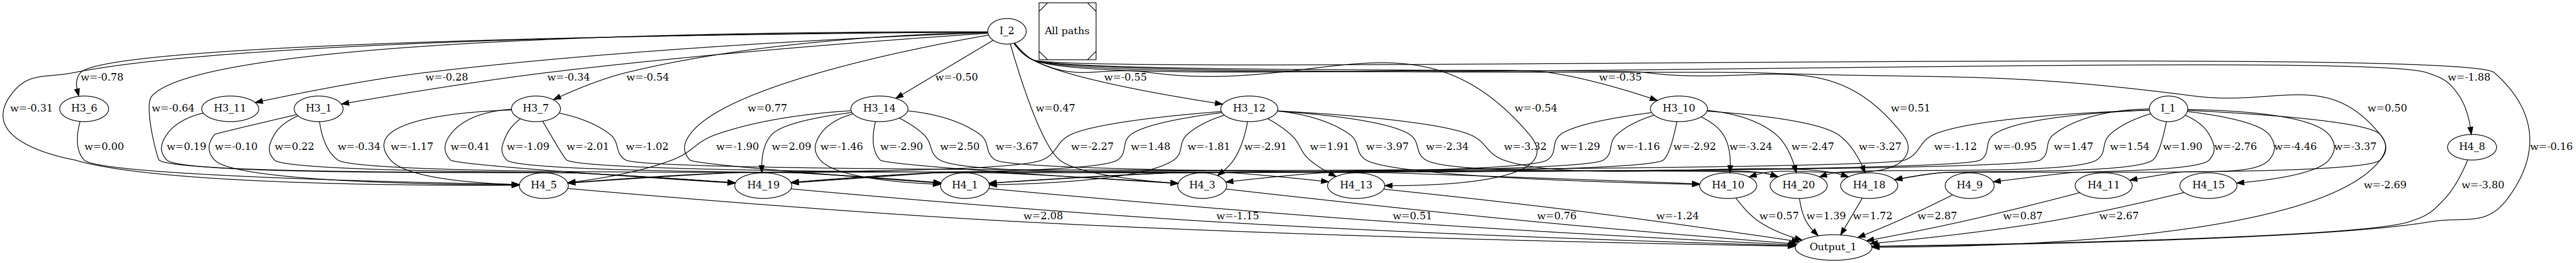 I_2
All paths
w=-0.78
w=-0.28
w=-0.34
w=-0.54
w=-0.50
w=-0.55
w=-0.35
w=-1.88
w=-0.31
H3_6
w=-0.64
H3_11
H3_1
H3_7
w=0.77
H3_14
w=0.47
H3_12
w=-0.54
H3_10
w=0.51
I_1
w=0.50
w=0.00
w=0.19
w=-0.10
w=0.22
w=-0.34
w=-1.17
w=0.41
w=-1.09
w=-2.01
w=-1.02
w=-1.90
w=2.09
w=-1.46
w=-2.90
w=2.50
w=-3.67
w=-2.27
w=1.48
w=-1.81
w=-2.91
w=1.91
w=-3.97
w=-2.34
w=-3.32
w=1.29
w=-1.16
w=-2.92
w=-3.24
w=-2.47
w=-3.27
w=-1.12
w=-0.95
w=1.47
w=1.54
w=1.90
w=-2.76
w=-4.46
w=-3.37
H4_8
w=-0.16
H4_5
H4_19
H4_1
H4_3
H4_13
H4_10
H4_20
H4_18
H4_9
H4_11
H4_15
w=-2.69
w=-3.80
w=2.08
w=-1.15
w=0.51
w=0.76
w=-1.24
w=0.57
w=1.39
w=1.72
w=2.87
w=0.87
w=2.67
Output_1